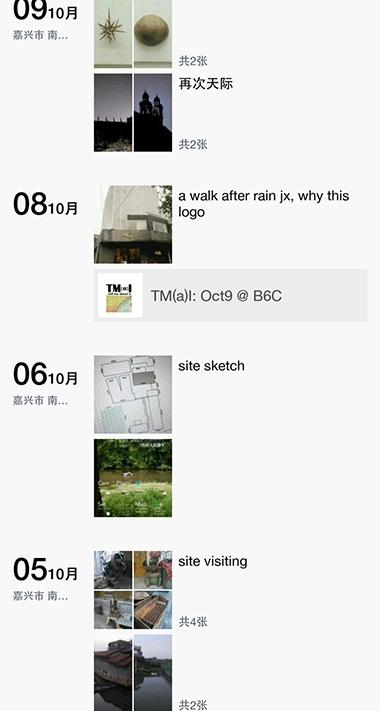 09 10月
嘉兴市 南…
共2张
再次天际
共2张
08 10月
a walk after rain jx, why this
logo
TM(a)I: Oct9 @ B6C
06 10月
嘉兴市 南…
site sketch
05 10月
嘉兴市 南…
site visiting
共4张
共2张